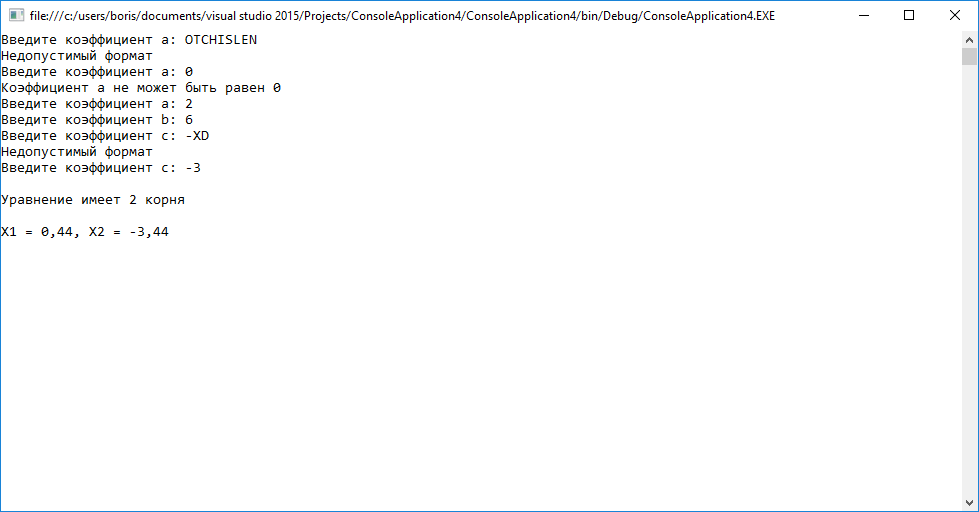 file:///c:/users/boris/documents/visual studio 2015/Projects/ConsoleApplication4/ConsoleApplication4/bin/Debug/ConsoleApplication4.EXE
Введите коэффициент a: OTCHISLEN
Недопустимый формат
Введите коэффициент a: 0
Коэффициент a не может быть равен 0
Введите коэффициент a: 2
Введите коэффициент b: 6
Введите коэффициент c: -XD
Недопустимый формат
Введите коэффициент c: -3
Уравнение имеет 2 корня
X1 = 0,44, X2 = -3,44